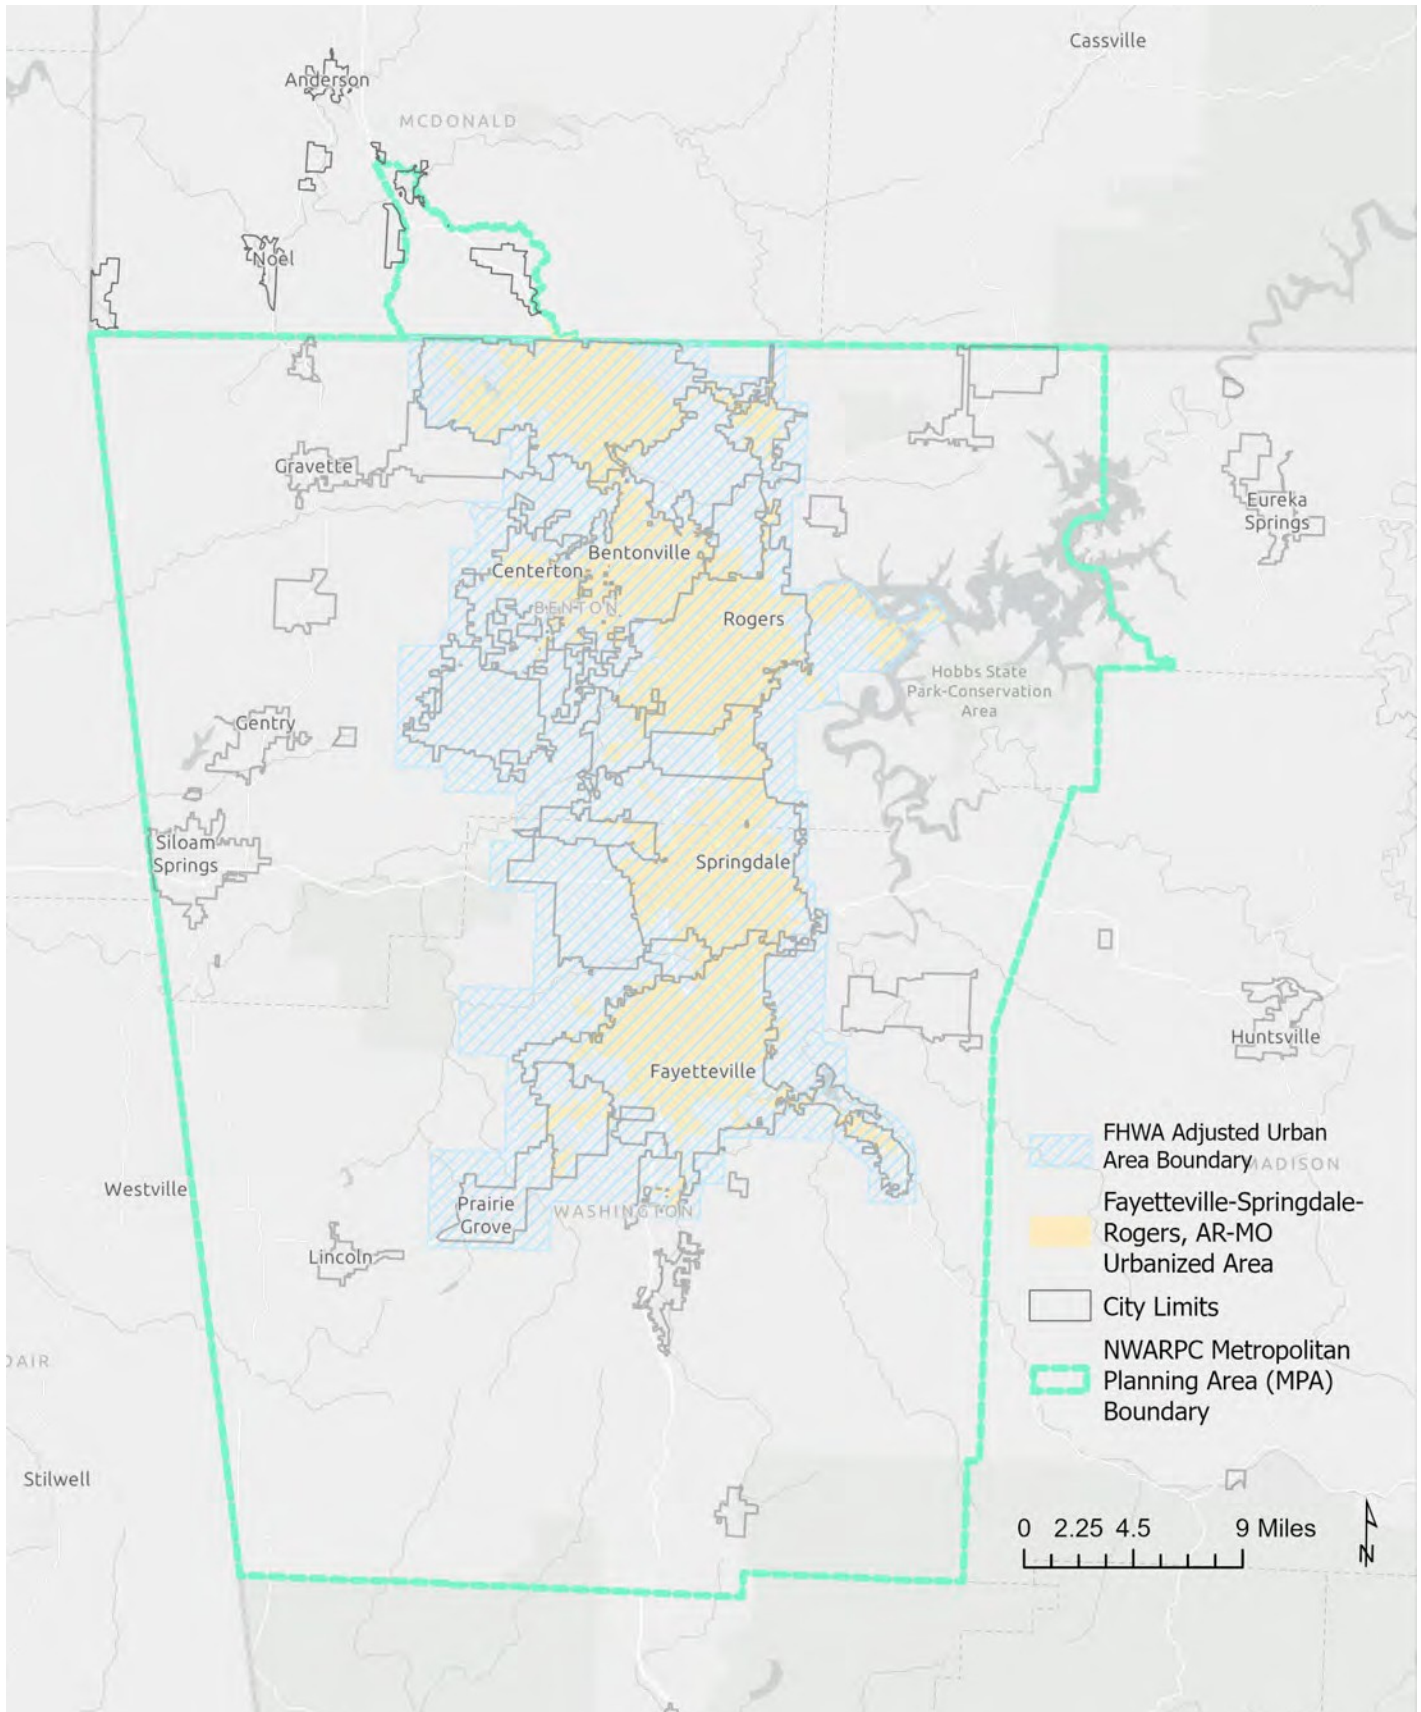 Cassville
Anderson
MCDONALD
Noel
Gravette
Eureka
Springs
Bentonville
Centerton
BENTON
Rogers
Hobbs State
Park-Conservation
Area
Gentry
Siloam
Springs
Springdale
Huntsville
Fayetteville
FHWA Adjusted Urban
Area Boundary
MADISON
Westville
Prairie
Grove
WASHINGTON
Fayetteville-Springdale-
Rogers, AR-MO
Urbanized Area
Lincoln
City Limits
NWARPC Metropolitan
Planning Area (MPA)
Boundary
DAIR
Stilwell
0 2.25 4.5 9 Miles
N